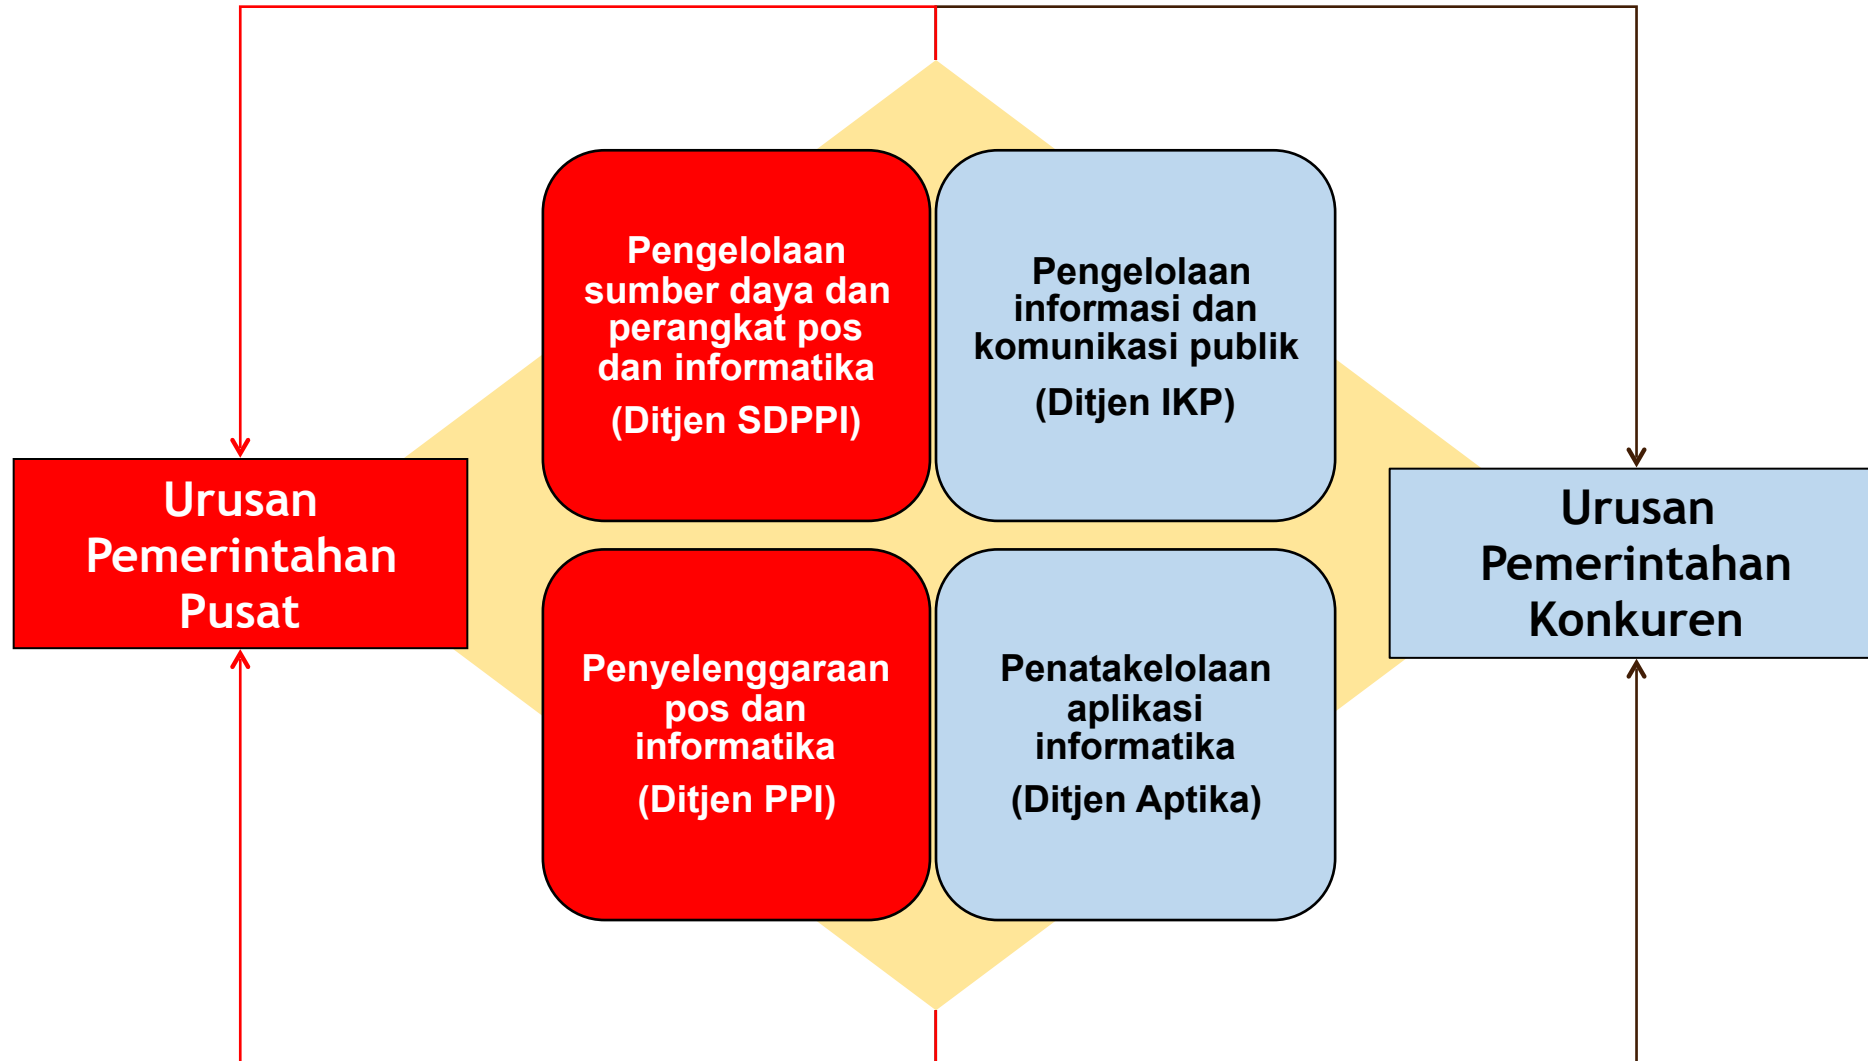 Pengelolaan
sumber daya dan
perangkat pos
dan informatika
(Ditjen SDPPI)
Pengelolaan
informasi dan
komunikasi publik
(Ditjen IKP)
Urusan
Pemerintahan
Pusat
Urusan
Pemerintahan
Konkuren
Penyelenggaraan
pos dan
informatika
(Ditjen PPI)
Penatakelolaan
aplikasi
informatika
(Ditjen Aptika)